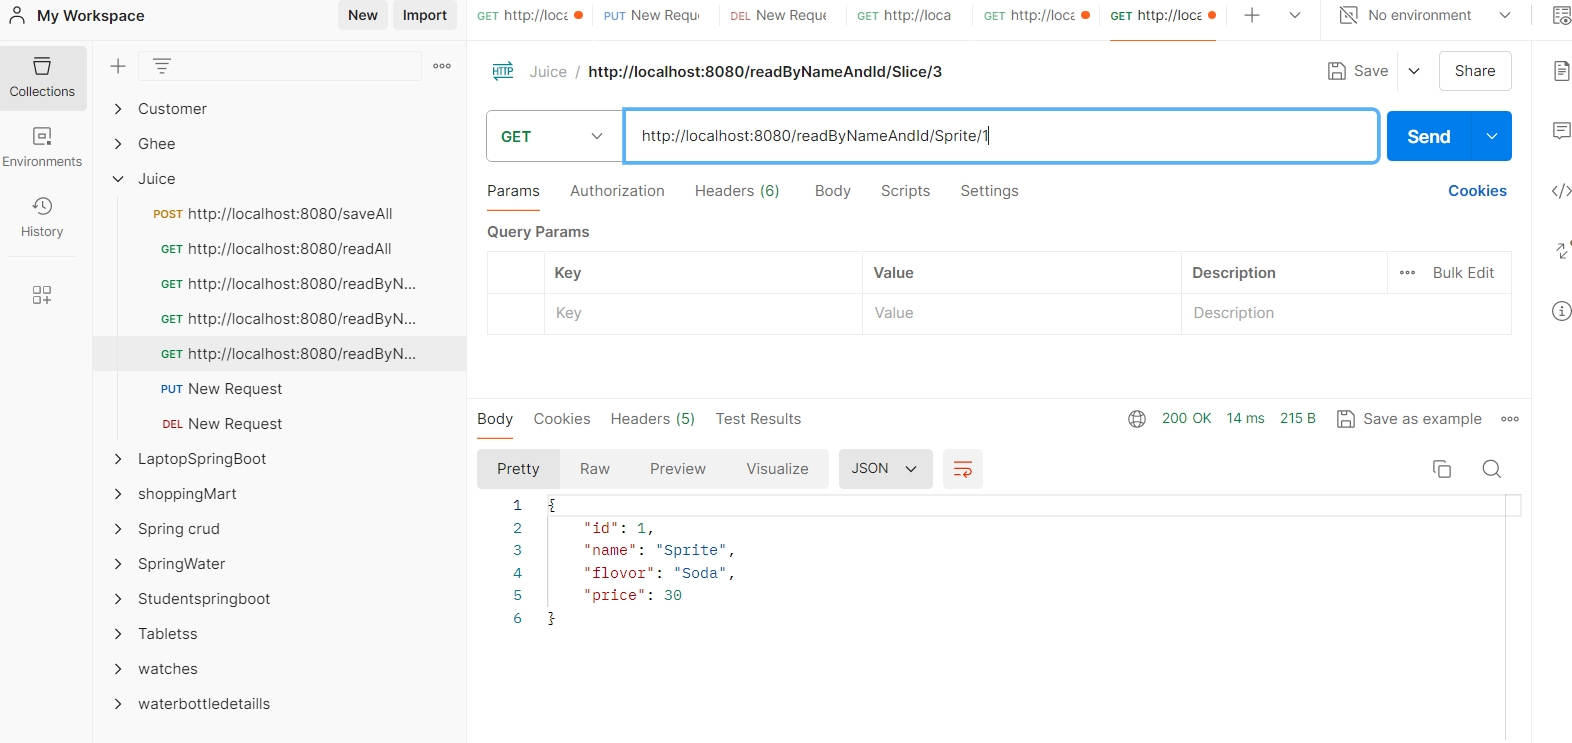 My Workspace New Import
GET http://loca PUT New Requ DEL New Reque GET http://loca GET http://loca GET http://loca No environment
Collections
Environments
History
Customer
Ghee
Juice
POST http://localhost:8080/saveAll
GET http://localhost:8080/readAll
GET http://localhost:8080/readByN...
GET http://localhost:8080/readByN...
GET http://localhost:8080/readByN...
PUT New Request
DEL New Request
LaptopSpringBoot
shoppingMart
Spring crud
SpringWater
Studentspringboot
Tabletss
watches
waterbottledetaills
HTTP Juice / http://localhost:8080/readByNameAndId/Slice/3 Save Share
GET http://localhost:8080/readByNameAndId/Sprite/1 Send
Params Authorization Headers (6) Body Scripts Settings Cookies
Query Params
Key Value Description Bulk Edit
Key Value Description
Body Cookies Headers (5) Test Results 200 OK 14 ms 215 B Save as example
Pretty Raw Preview Visualize JSON
1 {
2 "id": 1,
3 "name": "Sprite",
4 "flovor": "Soda",
5 "price": 30
6 }